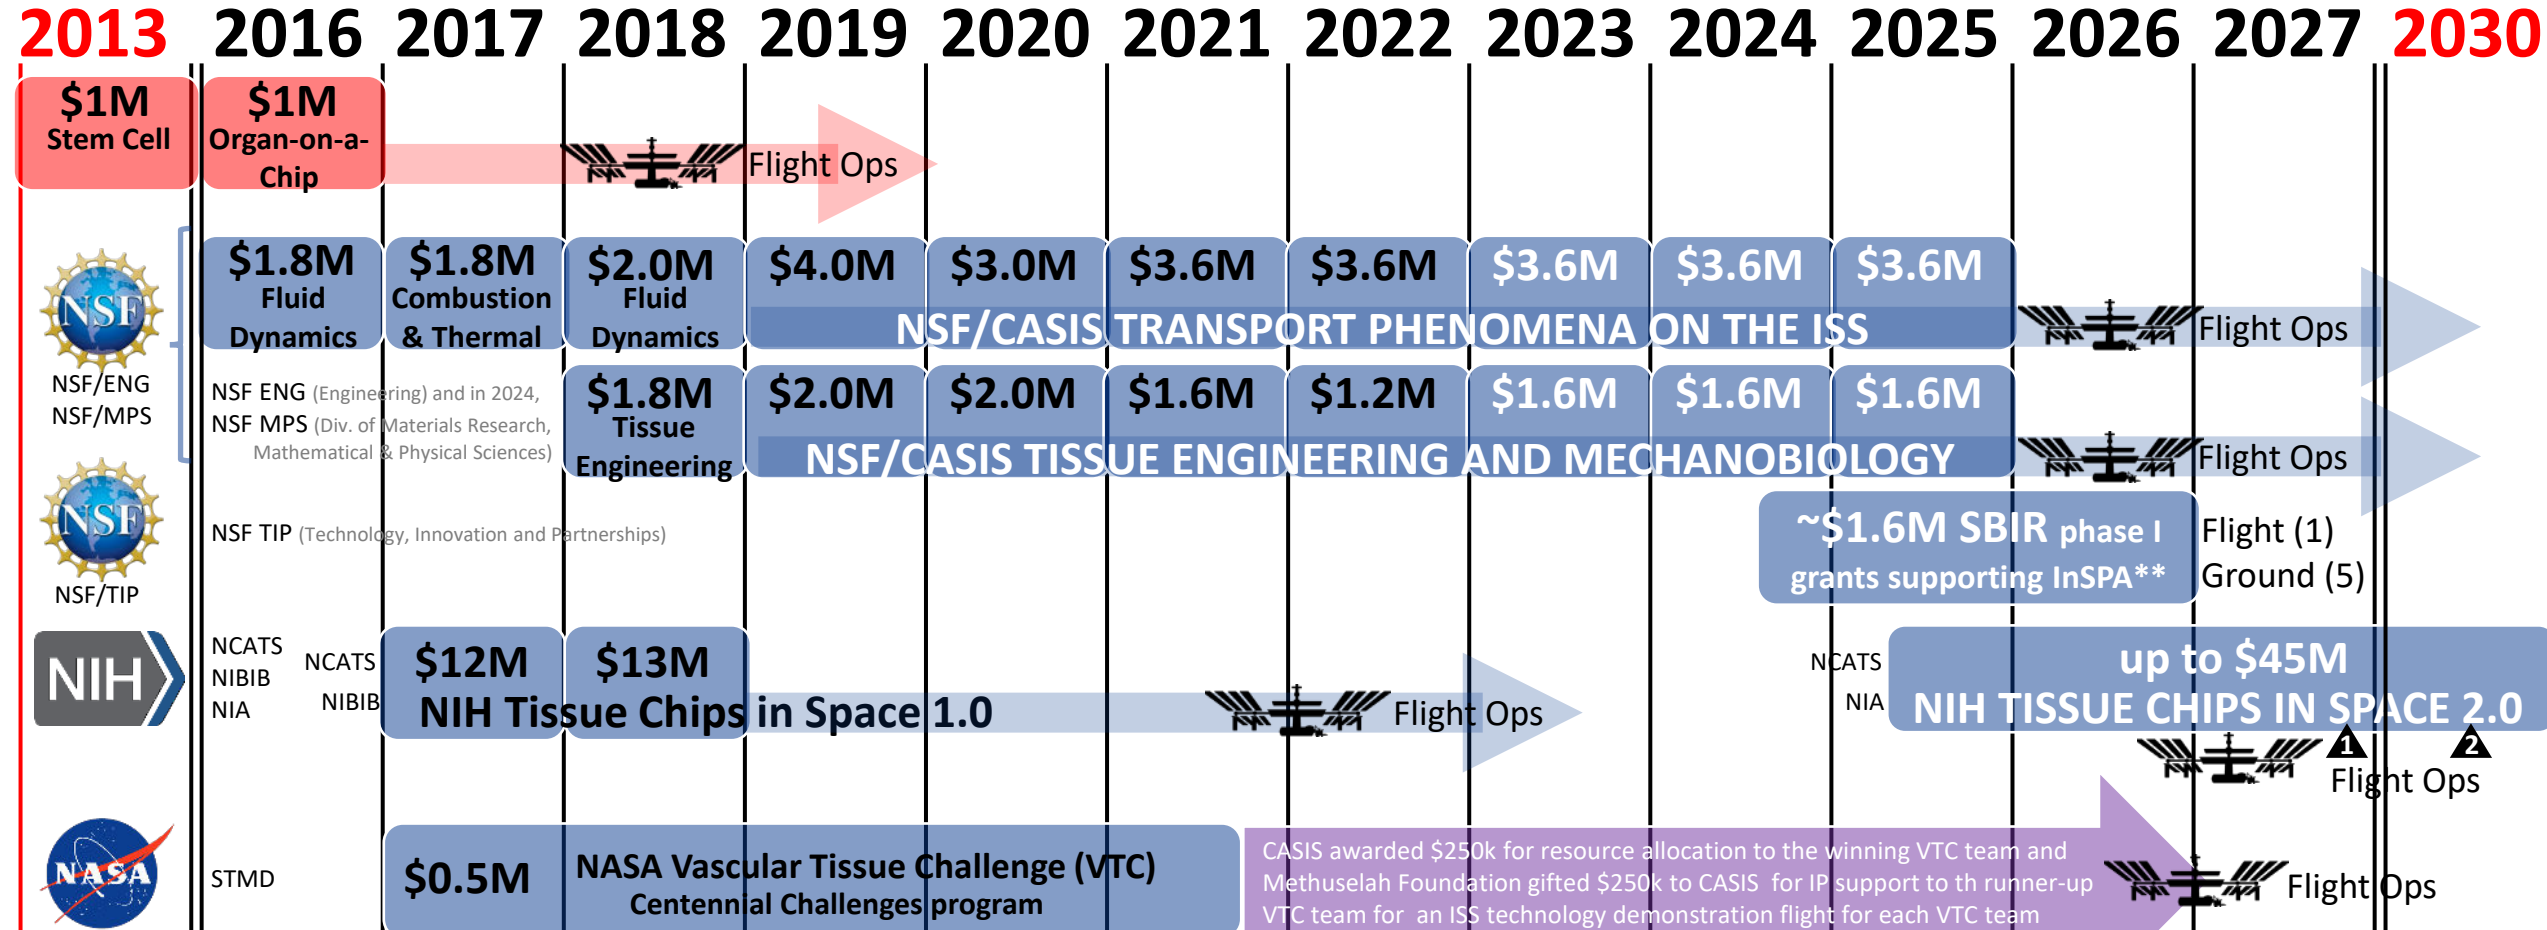 2013 2016 2017 2018 2019 2020 2021 2022 2023 2024 2025 2026 2027 2030
$1M
Stem Cell
$1M
Organ-on-a-
Chip
Flight Ops
NSF
NSF/ENG
NSF/MPS
$1.8M
Fluid
Dynamics
$1.8M
Combustion
& Thermal
$2.0M
Fluid
Dynamics
$4.0M
$3.0M
$3.6M
$3.6M
$3.6M
$3.6M
$3.6M
NSF/CASIS TRANSPORT PHENOMENA ON THE ISS
Flight Ops
NSF ENG (Engineering) and in 2024,
NSF MPS (Div. of Materials Research,
Mathematical & Physical Sciences)
$1.8M
Tissue
Engineering
$2.0M
$2.0M
$1.6M
$1.2M
$1.6M
$1.6M
$1.6M
NSF/CASIS TISSUE ENGINEERING AND MECHANOBIOLOGY
Flight Ops
NSF
NSF/TIP
NSF TIP (Technology, Innovation and Partnerships)
~$1.6M SBIR phase I
grants supporting InSPA**
Flight (1)
Ground (5)
NIH
NCATS
NIBIB
NIA
NCATS
NIBIB
$12M
$13M
NIH Tissue Chips in Space 1.0
Flight Ops
NCATS
NIA
up to $45M
NIH TISSUE CHIPS IN SPACE 2.0
1
2
Flight Ops
NASA
STMD
$0.5M
NASA Vascular Tissue Challenge (VTC)
Centennial Challenges program
CASIS awarded $250k for resource allocation to the winning VTC team and
Methuselah Foundation gifted $250k to CASIS for IP support to th runner-up
VTC team for an ISS technology demonstration flight for each VTC team
Flight Ops